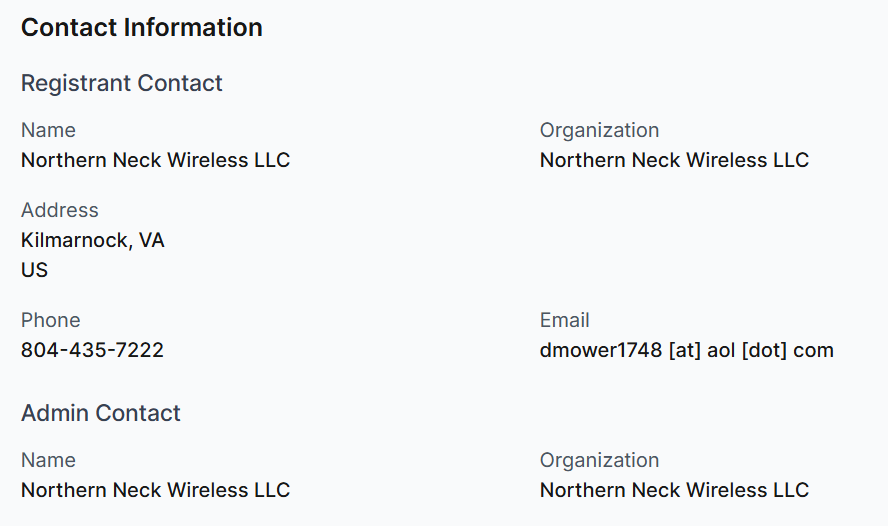 Contact Information
Registrant Contact
Name
Northern Neck Wireless LLC
Organization
Northern Neck Wireless LLC
Address
Kilmarnock, VA
US
Phone
804-435-7222
Email
dmower1748 [at] aol [dot] com
Admin Contact
Name
Northern Neck Wireless LLC
Organization
Northern Neck Wireless LLC